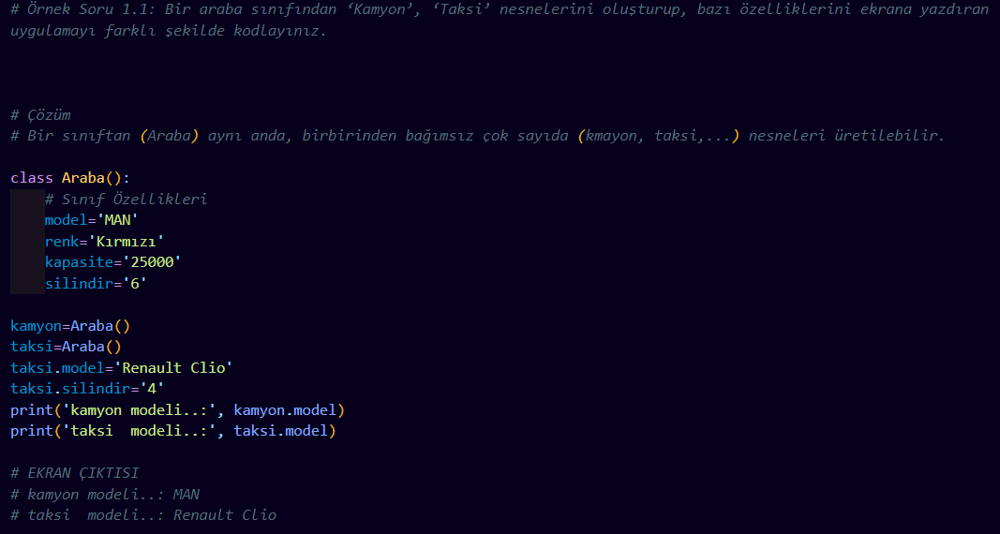 # Örnek Soru 1.1: Bir araba sınıfından ‘Kamyon’, ‘Taksi’ nesnelerini oluşturup, bazı özelliklerini ekrana yazdıran
uygulamayı farklı şekilde kodlayınız.
# Çözüm
# Bir sınıftan (Araba) aynı anda, birbirinden bağımsız çok sayıda (kmayon, taksi,...) nesneleri üretilebilir.
class Araba():
    # Sınıf Özellikleri
    model='MAN'
    renk='Kırmızı'
    kapasite='25000'
    silindir='6'
kamyon=Araba()
taksi=Araba()
taksi.model='Renault Clio'
taksi.silindir='4'
print('kamyon modeli..:', kamyon.model)
print('taksi  modeli..:', taksi.model)
# EKRAN ÇIKTISI
# kamyon modeli..: MAN
# taksi  modeli..: Renault Clio